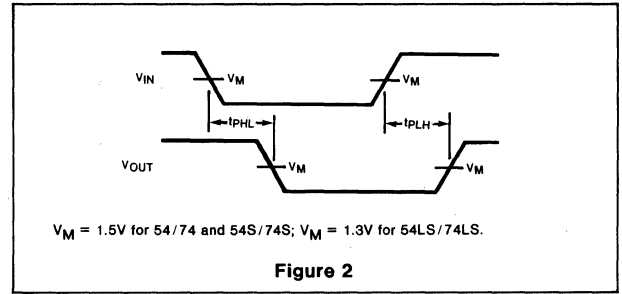 VIN
VM
VM
tPHL
tPLH
VOUT
VM
VM
VM = 1.5V for 54/74 and 54S/74S; VM = 1.3V for 54LS/74LS.
Figure 2